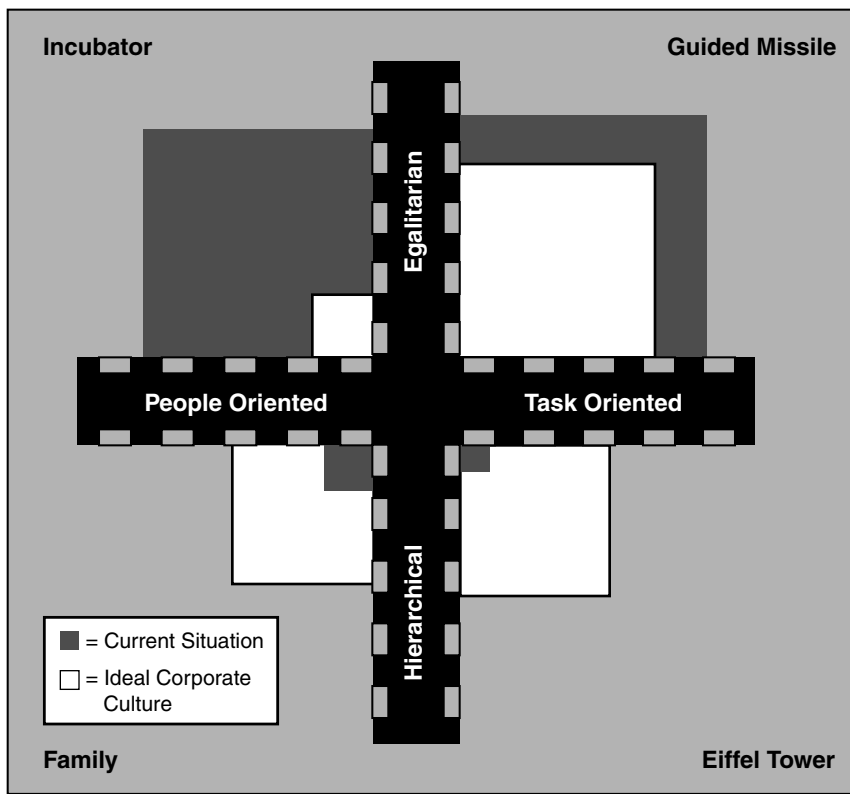 Incubator
Guided Missile
Egalitarian
People Oriented
Task Oriented
Hierarchical
= Current Situation
= Ideal Corporate
Culture
Family
Eiffel Tower